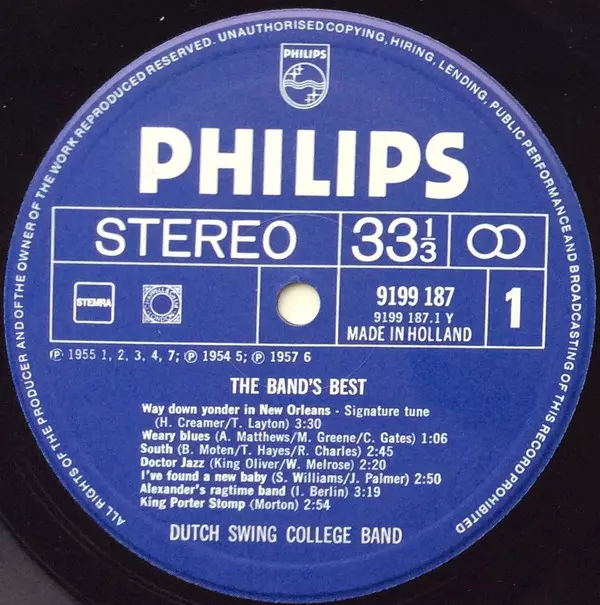 ALL RIGHTS OF THE PRODUCER AND OF THE OWNER OF THE WORK REPRODUCED RESERVED. UNAUTHORISED COPYING, HIRING, LENDING, PUBLIC PERFORMANCE AND BROADCASTING OF THIS RECORD PROHIBITED
PHILIPS
PHILIPS
STEREO
33 1/3
STEMRA
9199 187
9199 187.1 Y
MADE IN HOLLAND
1
℗ 1955 1, 2, 3, 4, 7; ℗ 1954 5; ℗ 1957 6
THE BAND'S BEST
Way down yonder in New Orleans - Signature tune
(H. Creamer/T. Layton) 3:30
Weary blues (A. Matthews/M. Greene/C. Gates) 1:06
South (B. Moten/T. Hayes/R. Charles) 2:45
Doctor Jazz (King Oliver/W. Melrose) 2:20
I've found a new baby (S. Williams/J. Palmer) 2:50
Alexander's ragtime band (I. Berlin) 3:19
King Porter Stomp (Morton) 2:54
DUTCH SWING COLLEGE BAND